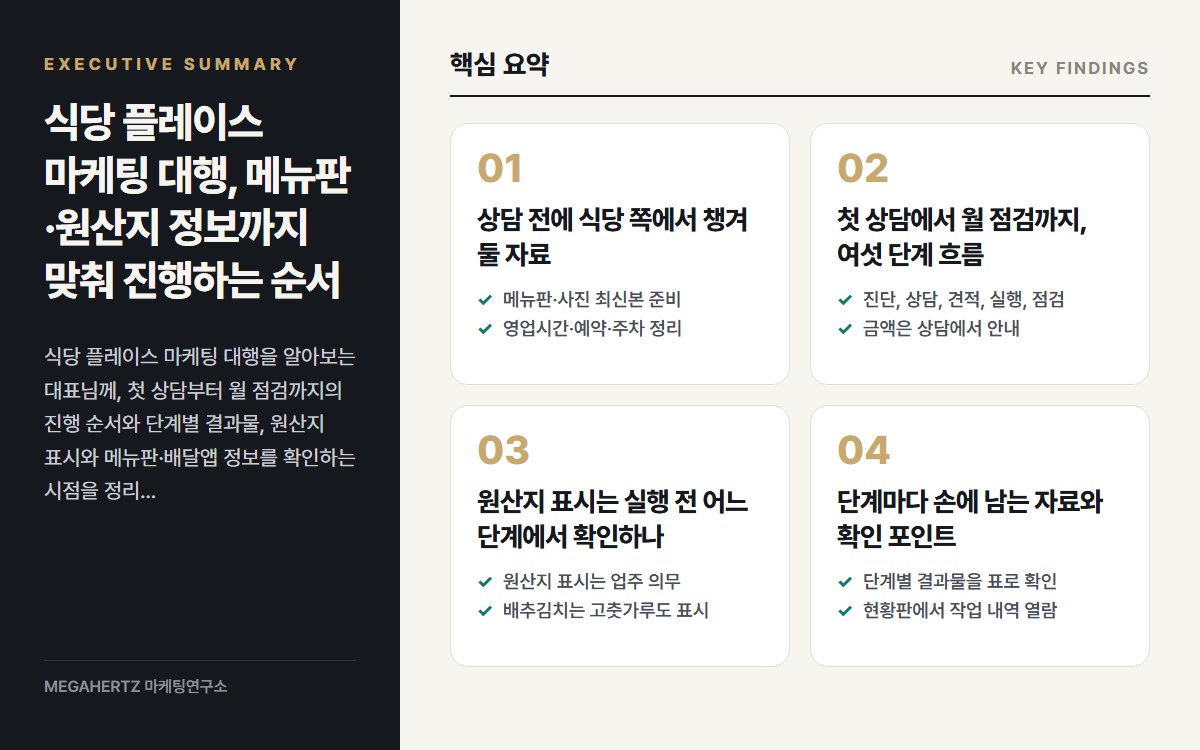 EXECUTIVE SUMMARY
식당 플레이스
마케팅 대행, 메뉴판
·원산지 정보까지
맞춰 진행하는 순서
식당 플레이스 마케팅 대행을 알아보는
대표님께, 첫 상담부터 월 점검까지의
진행 순서와 단계별 결과물, 원산지
표시와 메뉴판·배달앱 정보를 확인하는
시점을 정리...
MEGAHERTZ 마케팅연구소
핵심 요약
KEY FINDINGS
01
상담 전에 식당 쪽에서 챙겨
둘 자료
메뉴판·사진 최신본 준비
영업시간·예약·주차 정리
02
첫 상담에서 월 점검까지,
여섯 단계 흐름
진단, 상담, 견적, 실행, 점검
금액은 상담에서 안내
03
원산지 표시는 실행 전 어느
단계에서 확인하나
원산지 표시는 업주 의무
배추김치는 고춧가루도 표시
04
단계마다 손에 남는 자료와
확인 포인트
단계별 결과물을 표로 확인
현황판에서 작업 내역 열람